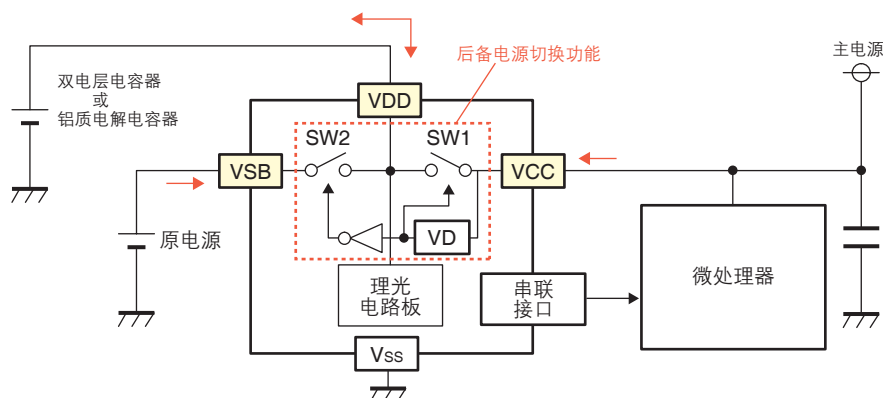 后备电源切换功能
主电源
双电层电容器
或
铝质电解电容器
VDD
SW2
SW1
VSB
VCC
原电源
VD
理光
电路板
串联
接口
微处理器
Vss